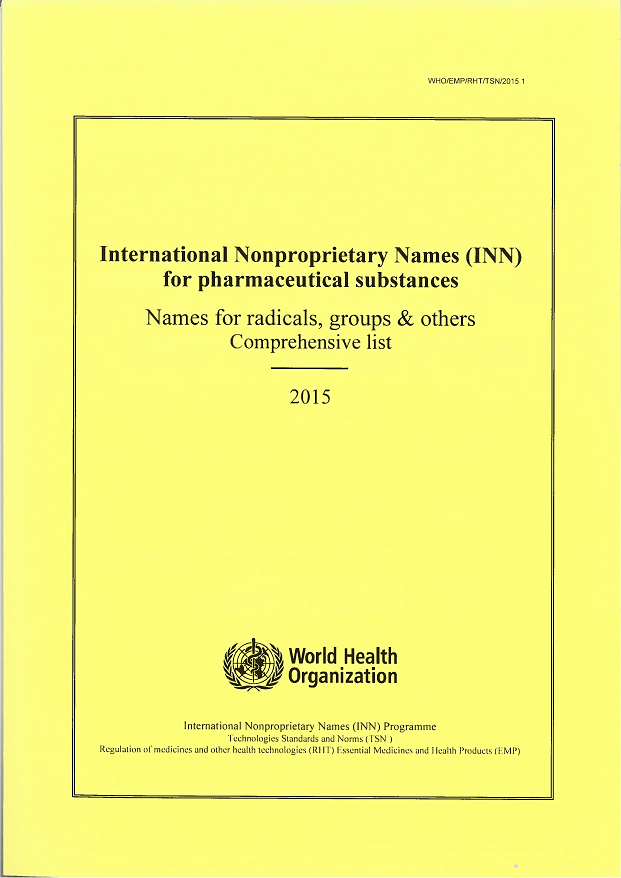 WHO/EMP/RHT/TSN/2015 1
International Nonproprietary Names (INN)
for pharmaceutical substances
Names for radicals, groups & others
Comprehensive list
2015
World Health
Organization
International Nonproprietary Names (INN) Programme
Technologies Standards and Norms (TSN )
Regulation of medicines and other health technologies (RHT) Essential Medicines and Health Products (EMP)